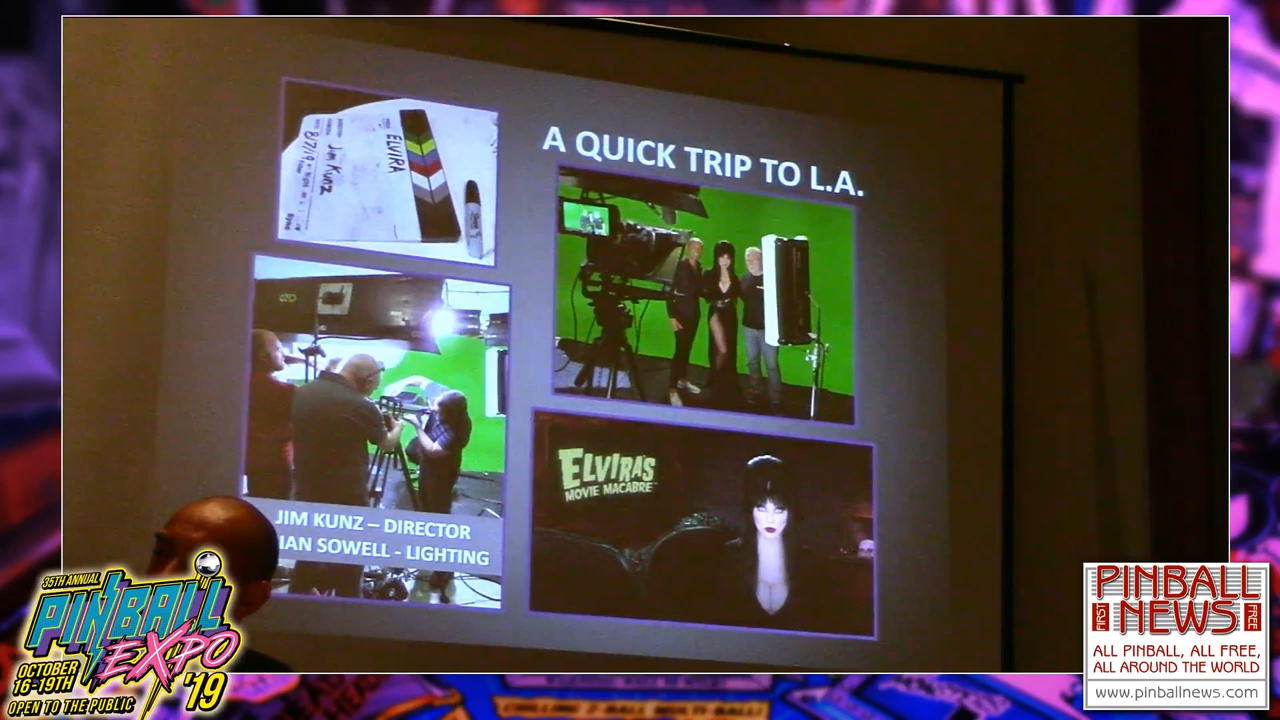 A QUICK TRIP TO L.A.
ELVIRA
Jim Kunz
ELVIRA'S
MOVIE MACABRE
JIM KUNZ – DIRECTOR
IAN SOWELL - LIGHTING
35TH ANNUAL
PINBALL
EXPO
OCTOBER
16-19TH
'19
OPEN TO THE PUBLIC
PINBALL
FIRST NEWS FREE
ALL PINBALL, ALL FREE,
ALL AROUND THE WORLD
www.pinballnews.com